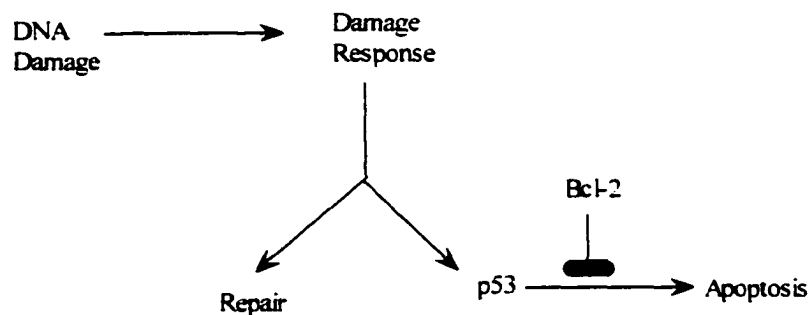 DNA
Damage
Damage
Response
Bcl-2
Repair
p53
Apoptosis